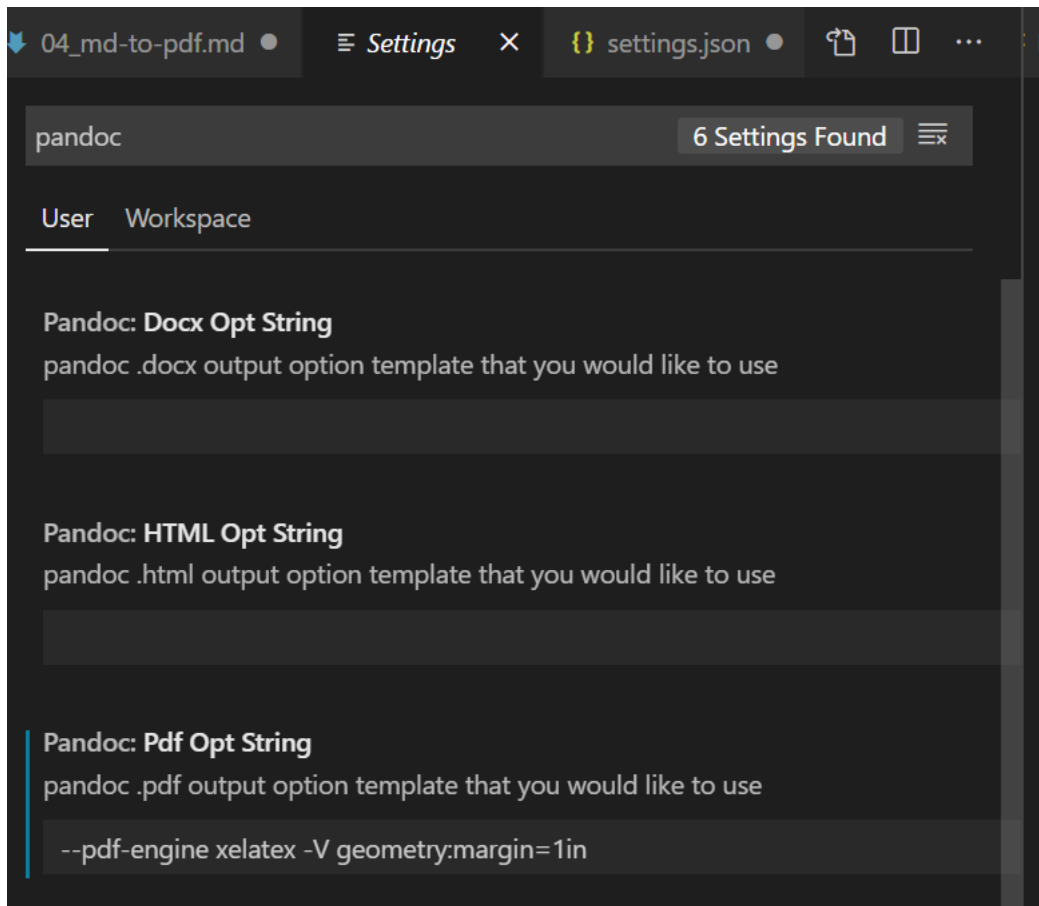 04_md-to-pdf.md Settings settings.json
pandoc 6 Settings Found
User Workspace
Pandoc: Docx Opt String
pandoc .docx output option template that you would like to use
Pandoc: HTML Opt String
pandoc .html output option template that you would like to use
Pandoc: Pdf Opt String
pandoc .pdf output option template that you would like to use
--pdf-engine xelatex -V geometry:margin=1in